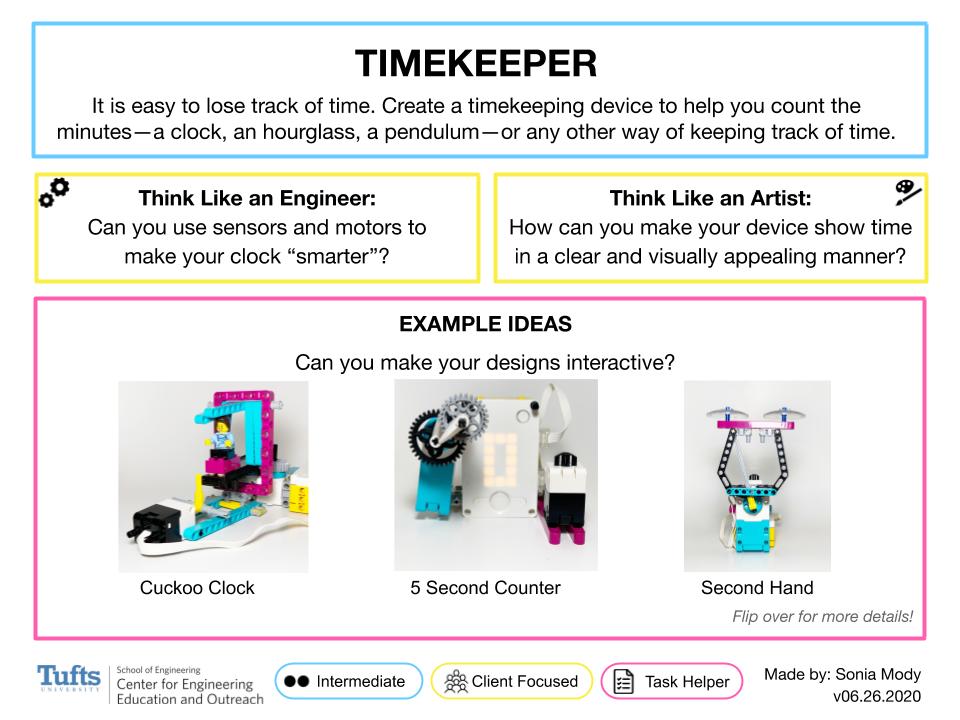 TIMEKEEPER
It is easy to lose track of time. Create a timekeeping device to help you count the
minutes—a clock, an hourglass, a pendulum—or any other way of keeping track of time.
Think Like an Engineer:
Can you use sensors and motors to
make your clock “smarter”?
Think Like an Artist:
How can you make your device show time
in a clear and visually appealing manner?
EXAMPLE IDEAS
Can you make your designs interactive?
Cuckoo Clock
5 Second Counter
Second Hand
Flip over for more details!
Tufts
UNIVERSITY
School of Engineering
Center for Engineering
Education and Outreach
Intermediate
Client Focused
Task Helper
Made by: Sonia Mody
v06.26.2020